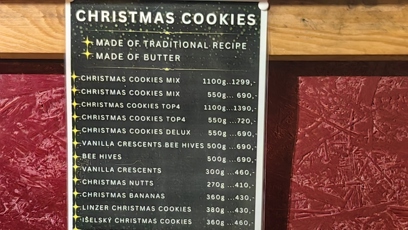 CHRISTMAS COOKIES
MADE OF TRADITIONAL RECIPE
MADE OF BUTTER
CHRISTMAS COOKIES MIX 1100g..1299,-
CHRISTMAS COOKIES MIX 550g... 690,-
CHRISTMAS COOKIES TOP4 1100g..1390,-
CHRISTMAS COOKIES TOP4 550g ...720,-
CHRISTMAS COOKIES DELUX 550g ...690,-
VANILLA CRESCENTS BEE HIVES 500g ...690,-
BEE HIVES 500g ...690,-
VANILLA CRESCENTS 300g ...460,-
CHRISTMAS NUTTS 270g ...410,-
CHRISTMAS BANANAS 360g ...430,-
LINZER CHRISTMAS COOKIES 380g ...430,-
IŠELSKÝ CHRISTMAS COOKIES 360g ...460,-